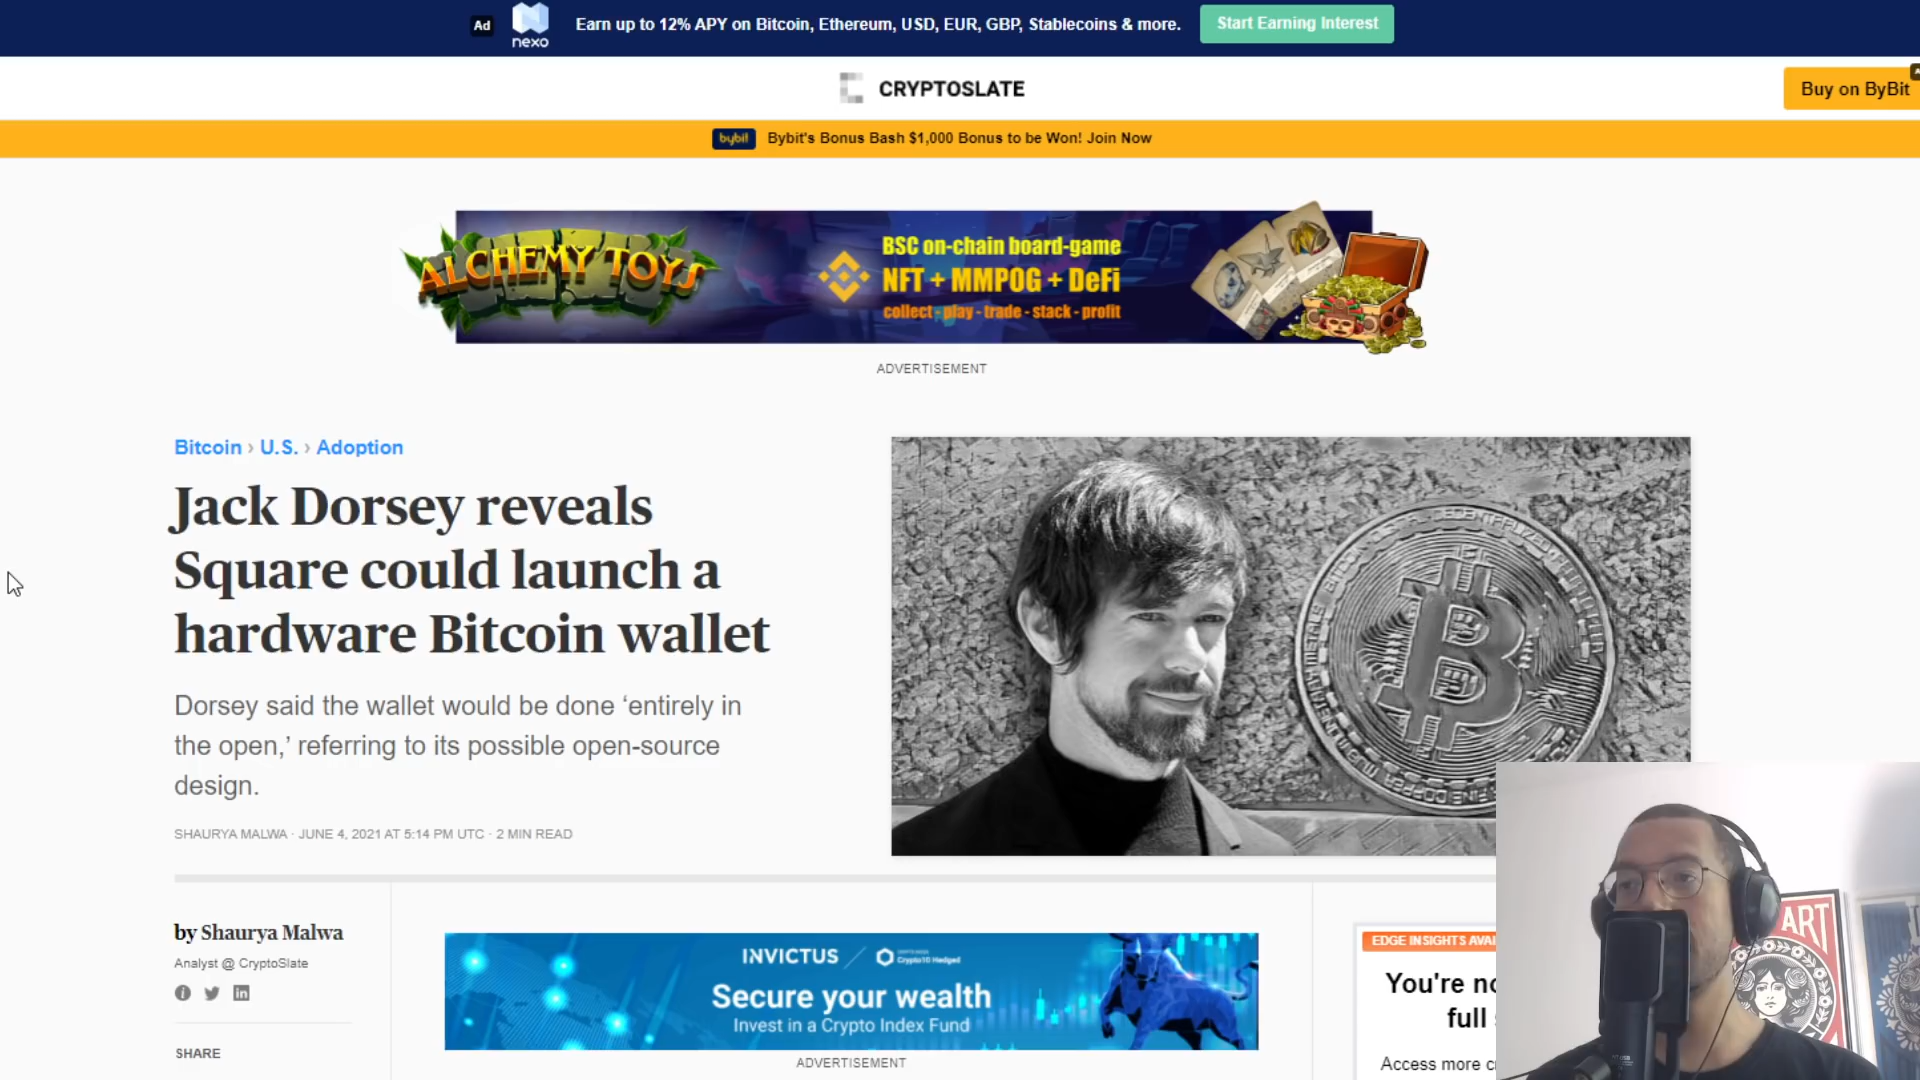 Ad
nexo
Earn up to 12% APY on Bitcoin, Ethereum, USD, EUR, GBP, Stablecoins & more.
Start Earning Interest
CRYPTOSLATE
Buy on ByBit
bybit
Bybit's Bonus Bash $1,000 Bonus to be Won! Join Now
ALCHEMY TOYS
BSC on-chain board-game
NFT + MMPOG + DeFi
collect - play - trade - stack - profit
ADVERTISEMENT
Bitcoin › U.S. › Adoption
Jack Dorsey reveals
Square could launch a
hardware Bitcoin wallet
Dorsey said the wallet would be done ‘entirely in
the open,’ referring to its possible open-source
design.
SHAURYA MALWA · JUNE 4, 2021 AT 5:14 PM UTC · 2 MIN READ
by Shaurya Malwa
Analyst @ CryptoSlate
SHARE
INVICTUS
Crypto10 Hedged
Secure your wealth
Invest in a Crypto Index Fund
ADVERTISEMENT
EDGE INSIGHTS AVAI
You're no
full
Access more c
ART